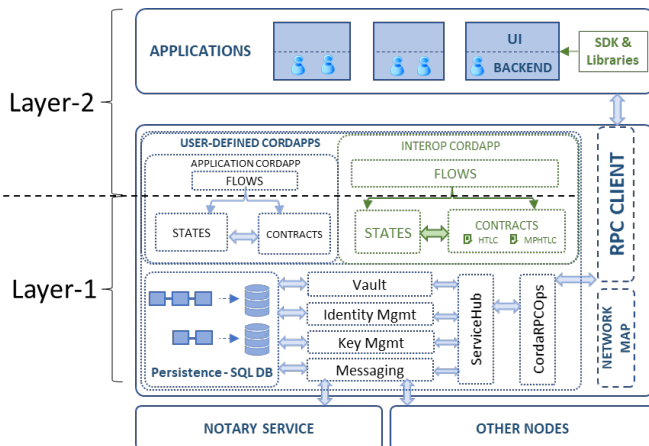 APPLICATIONS
UI
BACKEND
SDK &
Libraries
Layer-2
USER-DEFINED CORDAPPS
APPLICATION CORDAPP
FLOWS
STATES
CONTRACTS
INTEROP CORDAPP
FLOWS
STATES
CONTRACTS
HTLC
MPHTLC
RPC CLIENT
Layer-1
Persistence - SQL DB
Vault
Identity Mgmt
Key Mgmt
Messaging
ServiceHub
CordaRPCOps
NETWORK
MAP
NOTARY SERVICE
OTHER NODES